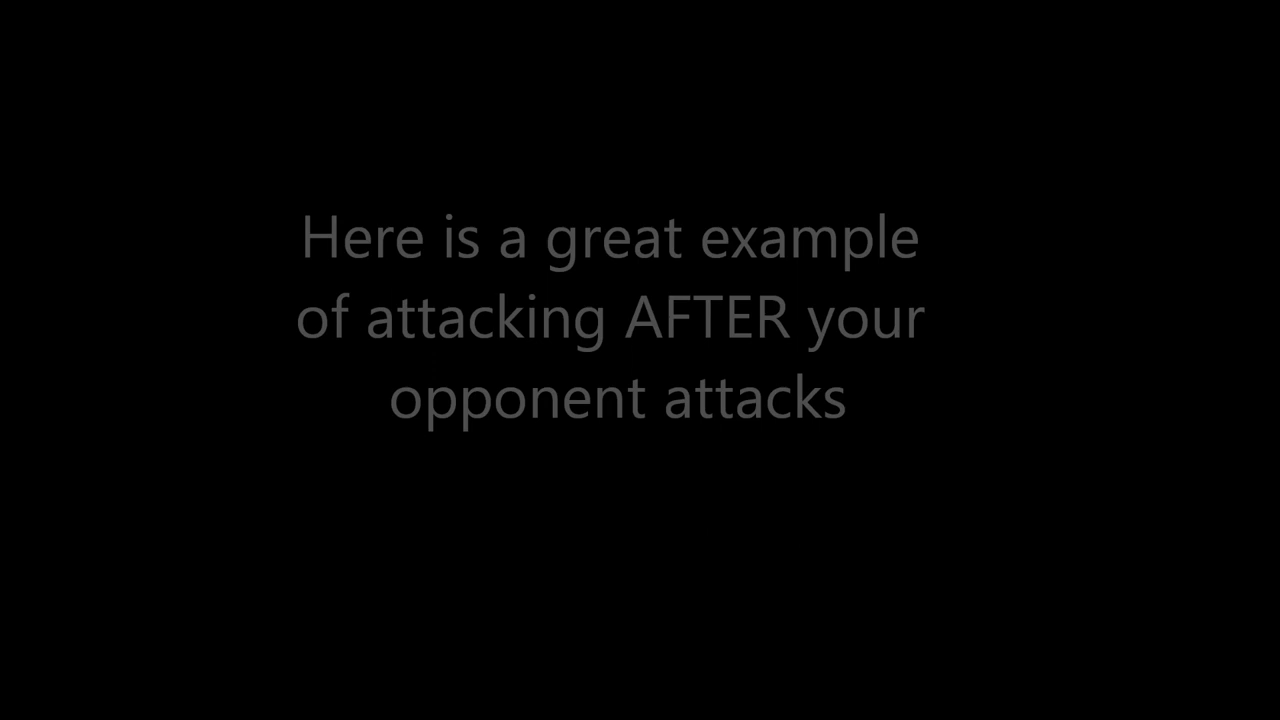 Here is a great example
of attacking AFTER your
opponent attacks